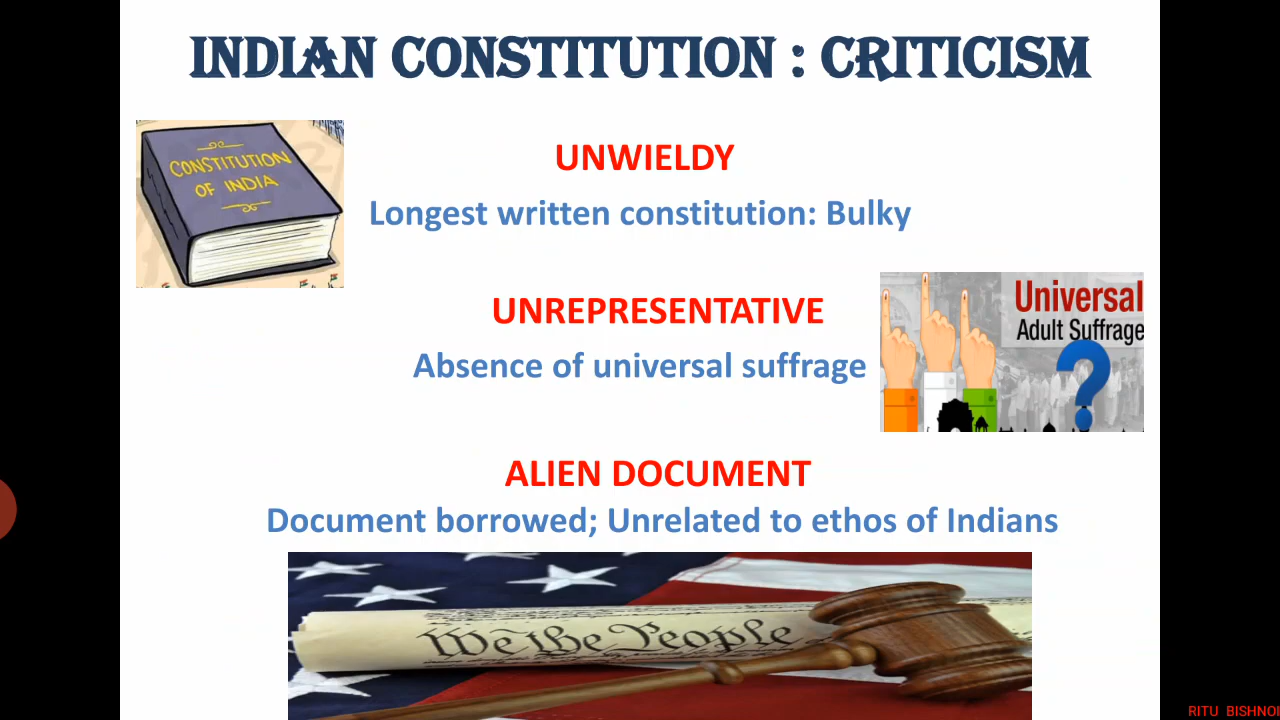 INDIAN CONSTITUTION : CRITICISM
CONSTITUTION
OF INDIA
UNWIELDY
Longest written constitution: Bulky
UNREPRESENTATIVE
Absence of universal suffrage
Universal
Adult Suffrage
?
ALIEN DOCUMENT
Document borrowed; Unrelated to ethos of Indians
We the People
RITU BISHNOI